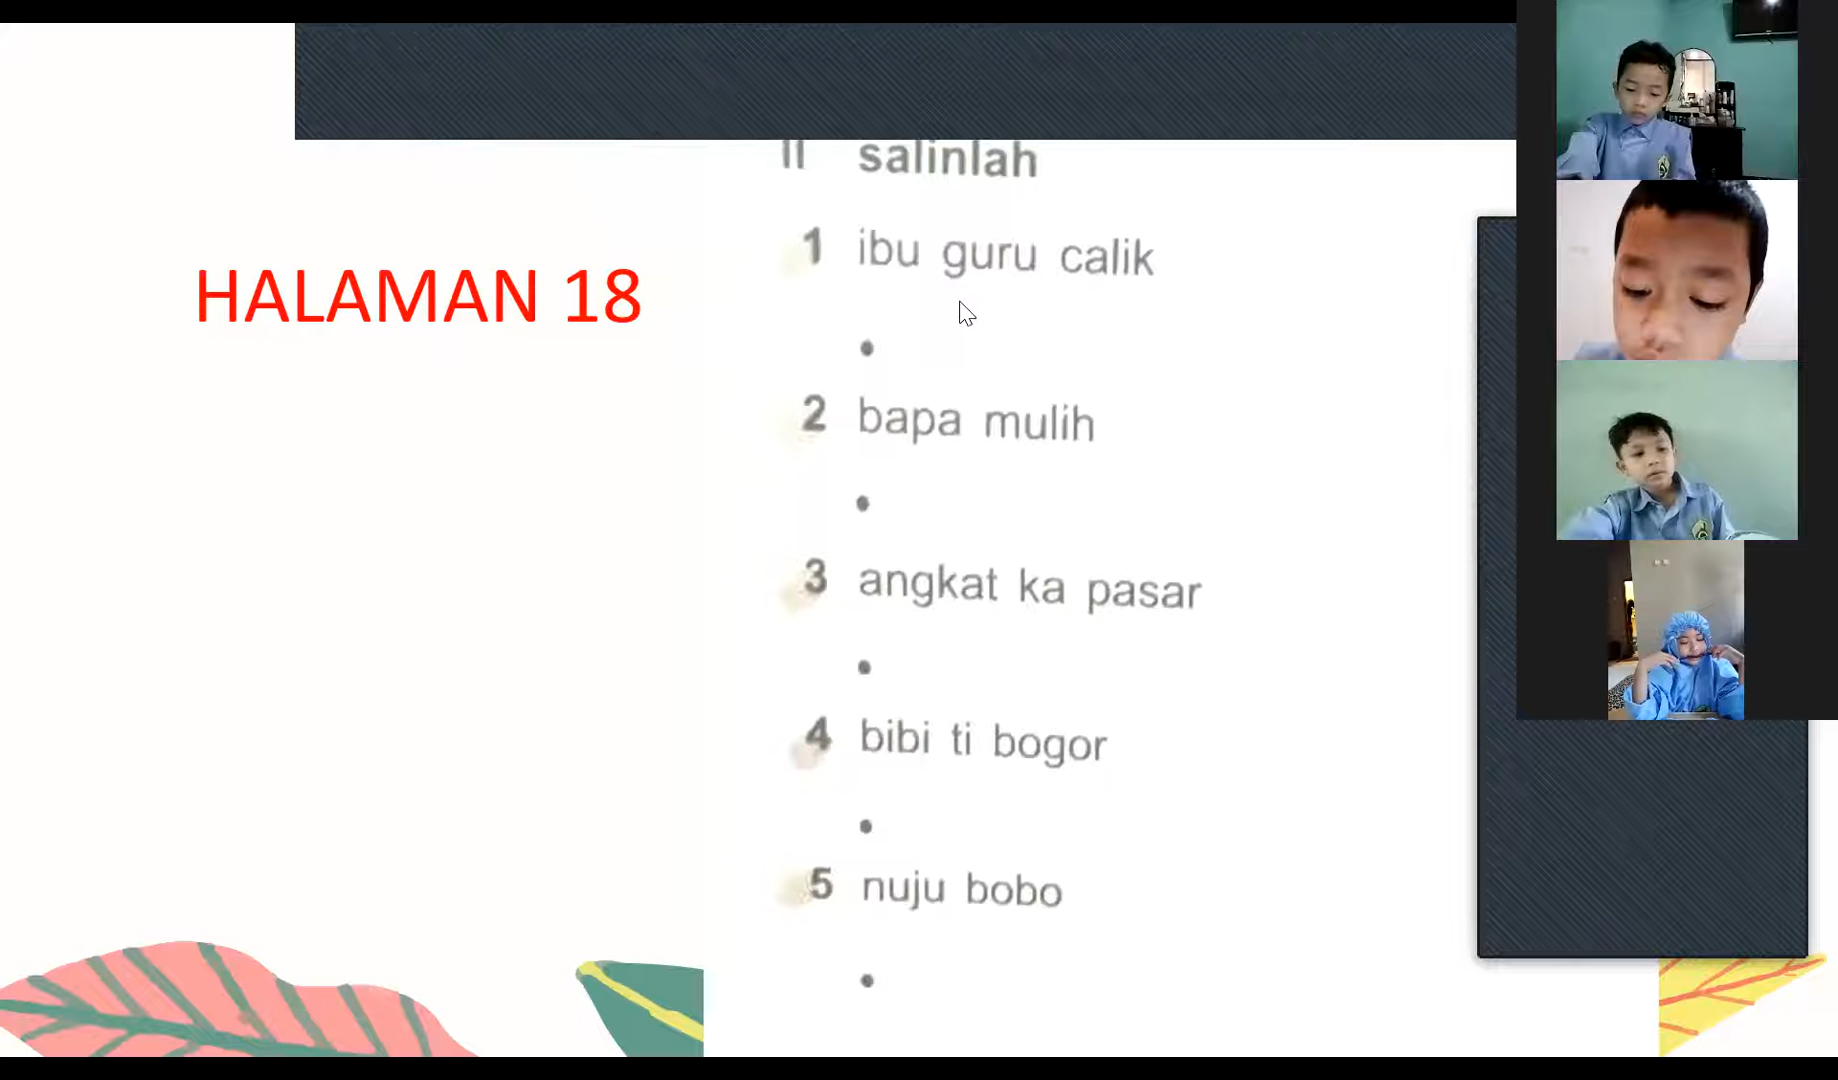 HALAMAN 18
II salinlah
1 ibu guru calik
•
2 bapa mulih
•
3 angkat ka pasar
•
4 bibi ti bogor
•
5 nuju bobo
•